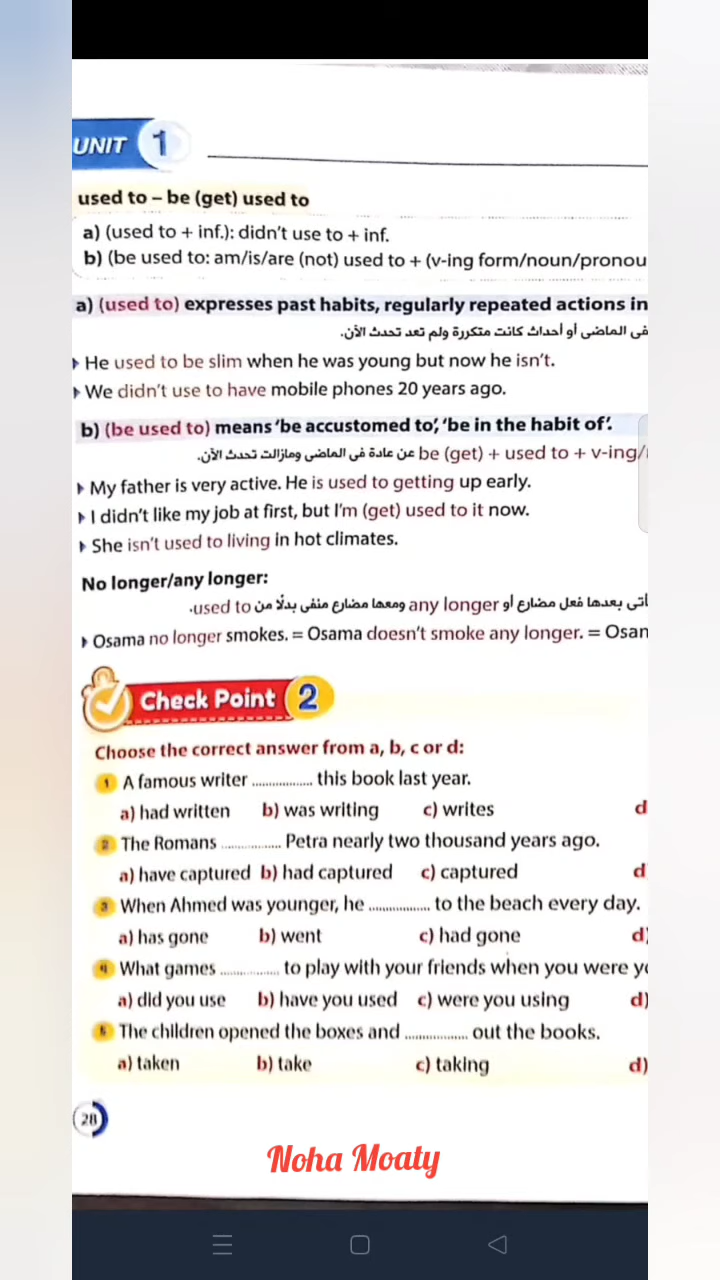 UNIT 1
used to – be (get) used to
a) (used to + inf.): didn't use to + inf.
b) (be used to: am/is/are (not) used to + (v-ing form/noun/pronou
a) (used to) expresses past habits, regularly repeated actions in
فى الماضى أو أحداث كانت متكررة ولم تعد تحدث الآن.
He used to be slim when he was young but now he isn't.
We didn't use to have mobile phones 20 years ago.
b) (be used to) means 'be accustomed to', 'be in the habit of'.
be (get) + used to + v-ing/ عن عادة فى الماضى ومازالت تحدث الآن.
My father is very active. He is used to getting up early.
I didn't like my job at first, but I'm (get) used to it now.
She isn't used to living in hot climates.
No longer/any longer:
أتى بعدها فعل مضارع أو any longer ومعها مضارع منفى بدلًا من used to.
Osama no longer smokes. = Osama doesn't smoke any longer. = Osan
Check Point 2
Choose the correct answer from a, b, c or d:
1 A famous writer ................ this book last year.
a) had written b) was writing c) writes d
2 The Romans ................ Petra nearly two thousand years ago.
a) have captured b) had captured c) captured d
3 When Ahmed was younger, he ................ to the beach every day.
a) has gone b) went c) had gone d)
4 What games ................ to play with your friends when you were y
a) did you use b) have you used c) were you using d)
5 The children opened the boxes and ................ out the books.
a) taken b) take c) taking d)
28
Noha Moaty